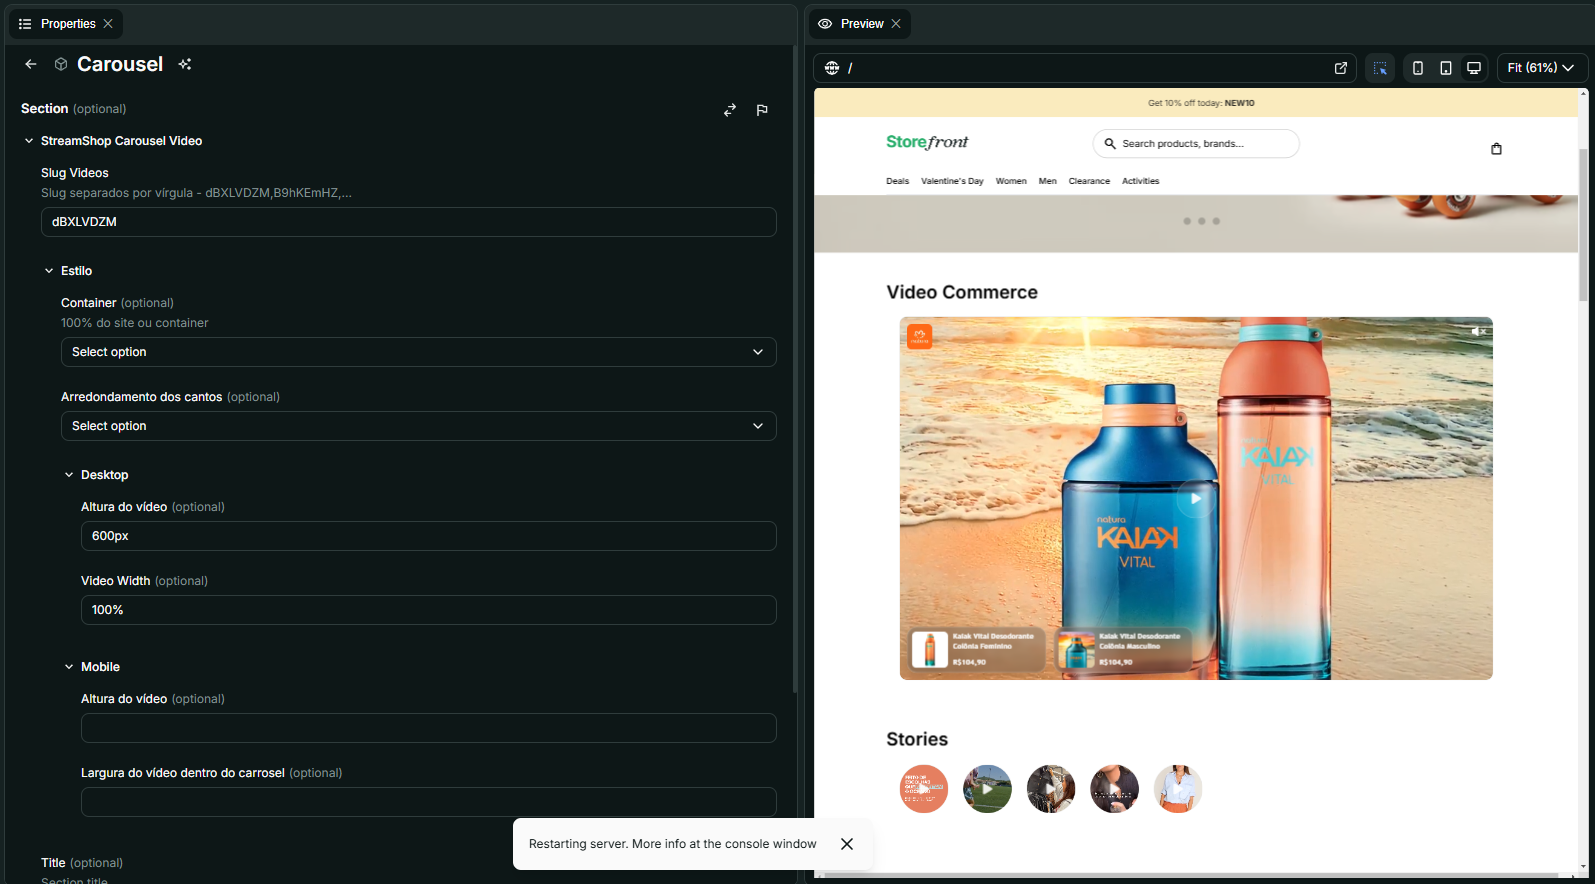 Properties
Carousel
Section (optional)
StreamShop Carousel Video
Slug Videos
Slug separados por vírgula - dBXLVDZM,B9hKEmHZ,...
dBXLVDZM
Estilo
Container (optional)
100% do site ou container
Select option
Arredondamento dos cantos (optional)
Select option
Desktop
Altura do vídeo (optional)
600px
Video Width (optional)
100%
Mobile
Altura do vídeo (optional)
Largura do vídeo dentro do carrosel (optional)
Title (optional)
Section title
Restarting server. More info at the console window
Preview
/
Fit (61%)
Get 10% off today: NEW10
Storefront
Search products, brands...
Deals Valentine's Day Women Men Clearance Activities
Video Commerce
natura
KAIAK
VITAL
KAIAK
VITAL
Kaiak Vital Desodorante
Colônia Feminino
R$104,90
Kaiak Vital Desodorante
Colônia Masculino
R$104,90
Stories